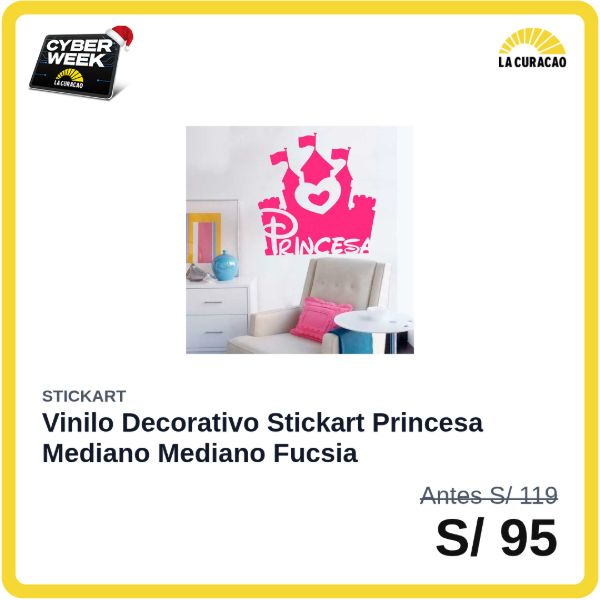 CYBER
WEEK
LA CURACAO
LA CURACAO
PRINCESA
STICKART
Vinilo Decorativo Stickart Princesa
Mediano Mediano Fucsia
Antes S/ 119
S/ 95